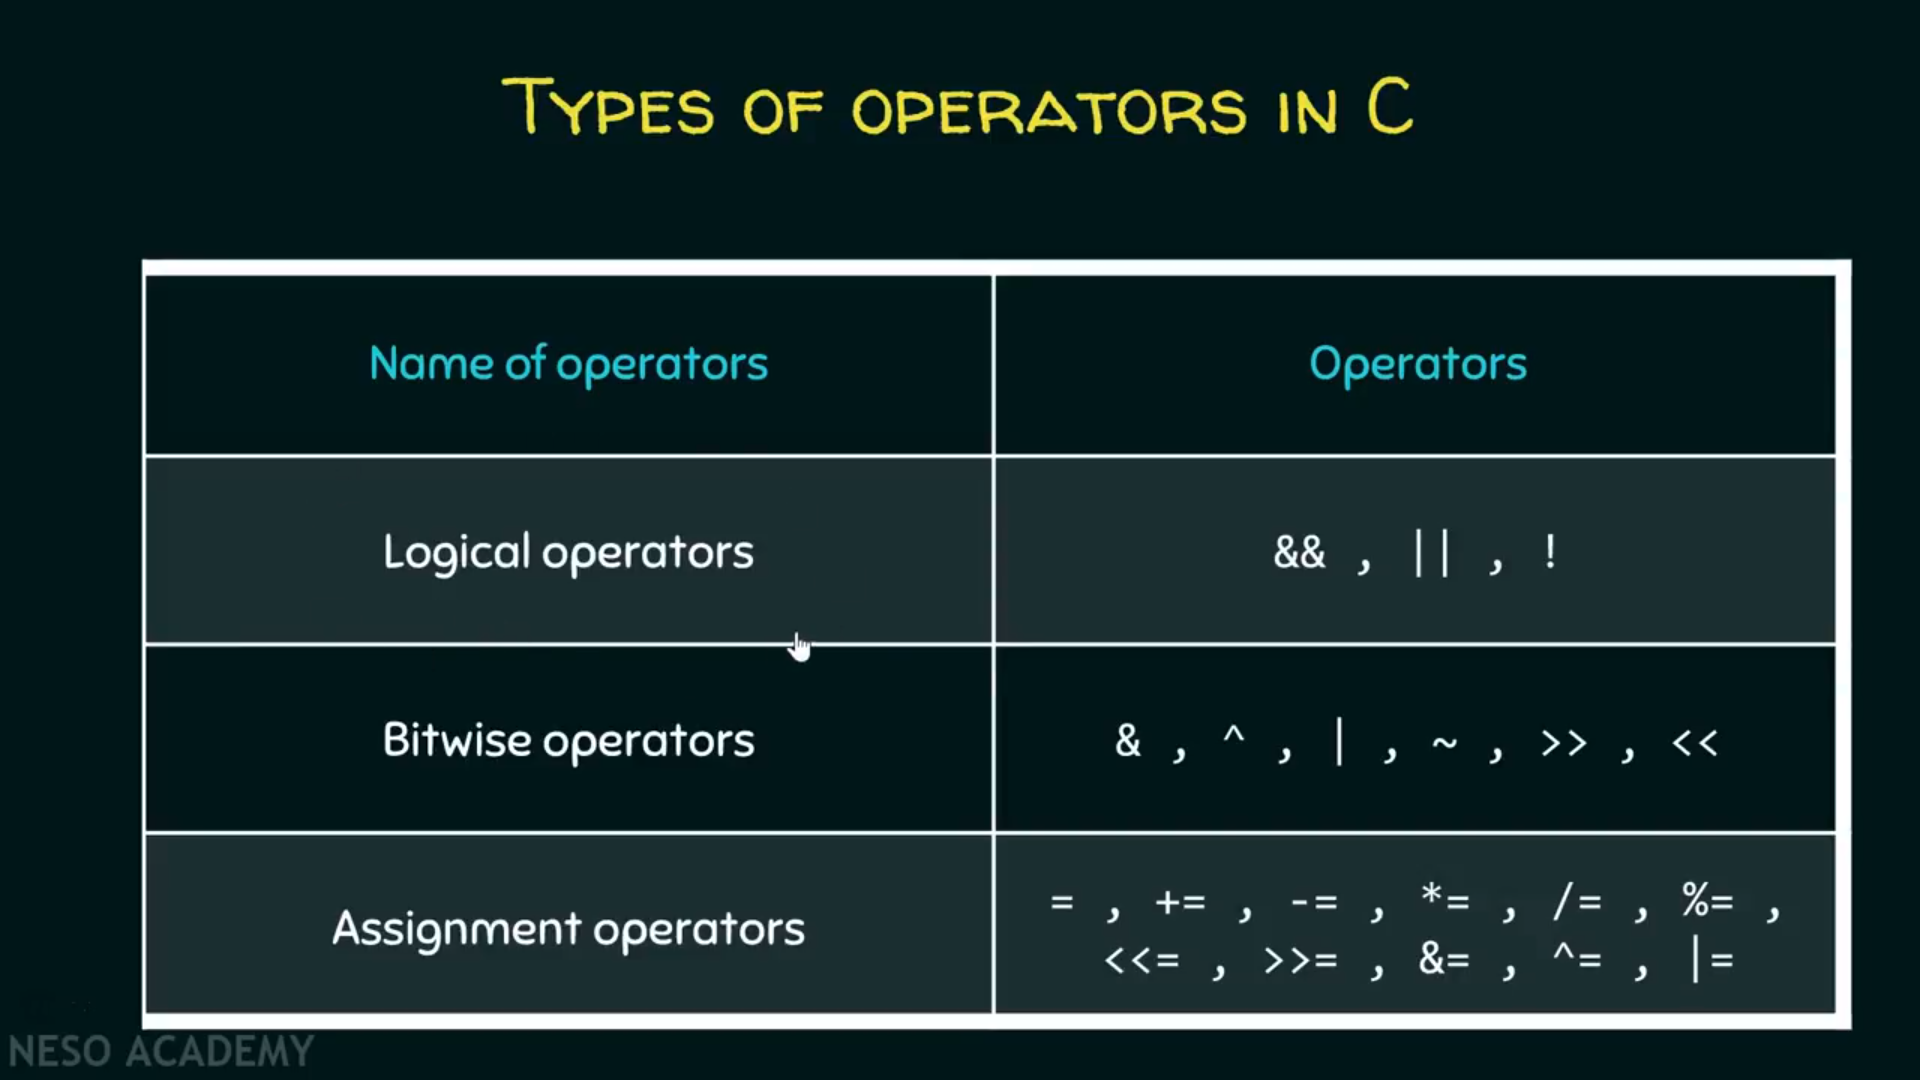 TYPES OF OPERATORS IN C
Name of operators
Operators
Logical operators
&& , || , !
Bitwise operators
& , ^ , | , ~ , >> , <<
Assignment operators
= , += , -= , *= , /= , %= ,
<<= , >>= , &= , ^= , |=
NESO ACADEMY